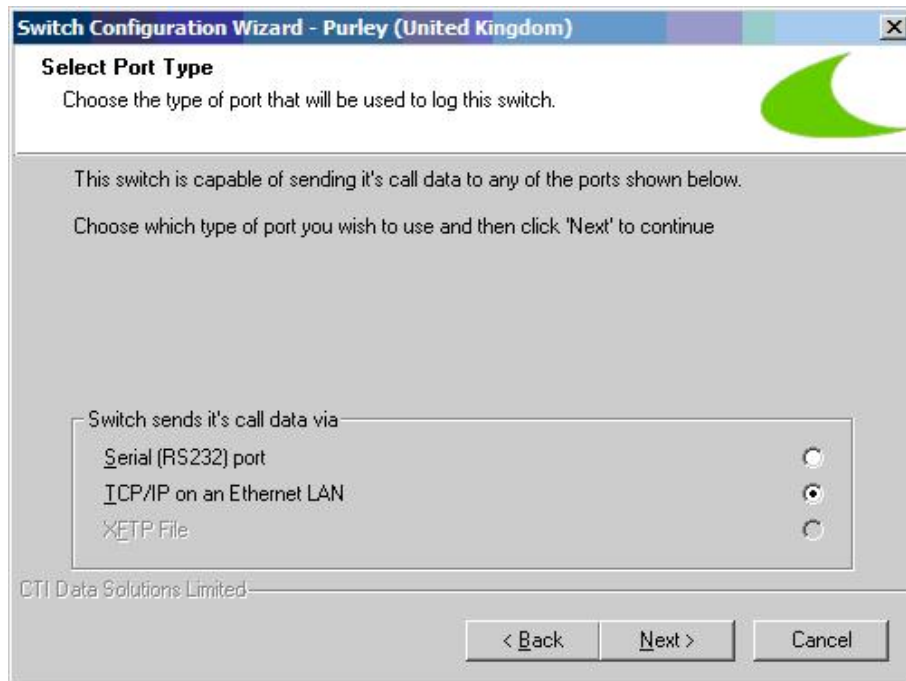 Switch Configuration Wizard - Purley (United Kingdom)
Select Port Type
Choose the type of port that will be used to log this switch.
This switch is capable of sending it's call data to any of the ports shown below.
Choose which type of port you wish to use and then click 'Next' to continue
Switch sends it's call data via
Serial (RS232) port
TCP/IP on an Ethernet LAN
XFTP File
CTI Data Solutions Limited
< Back
Next >
Cancel